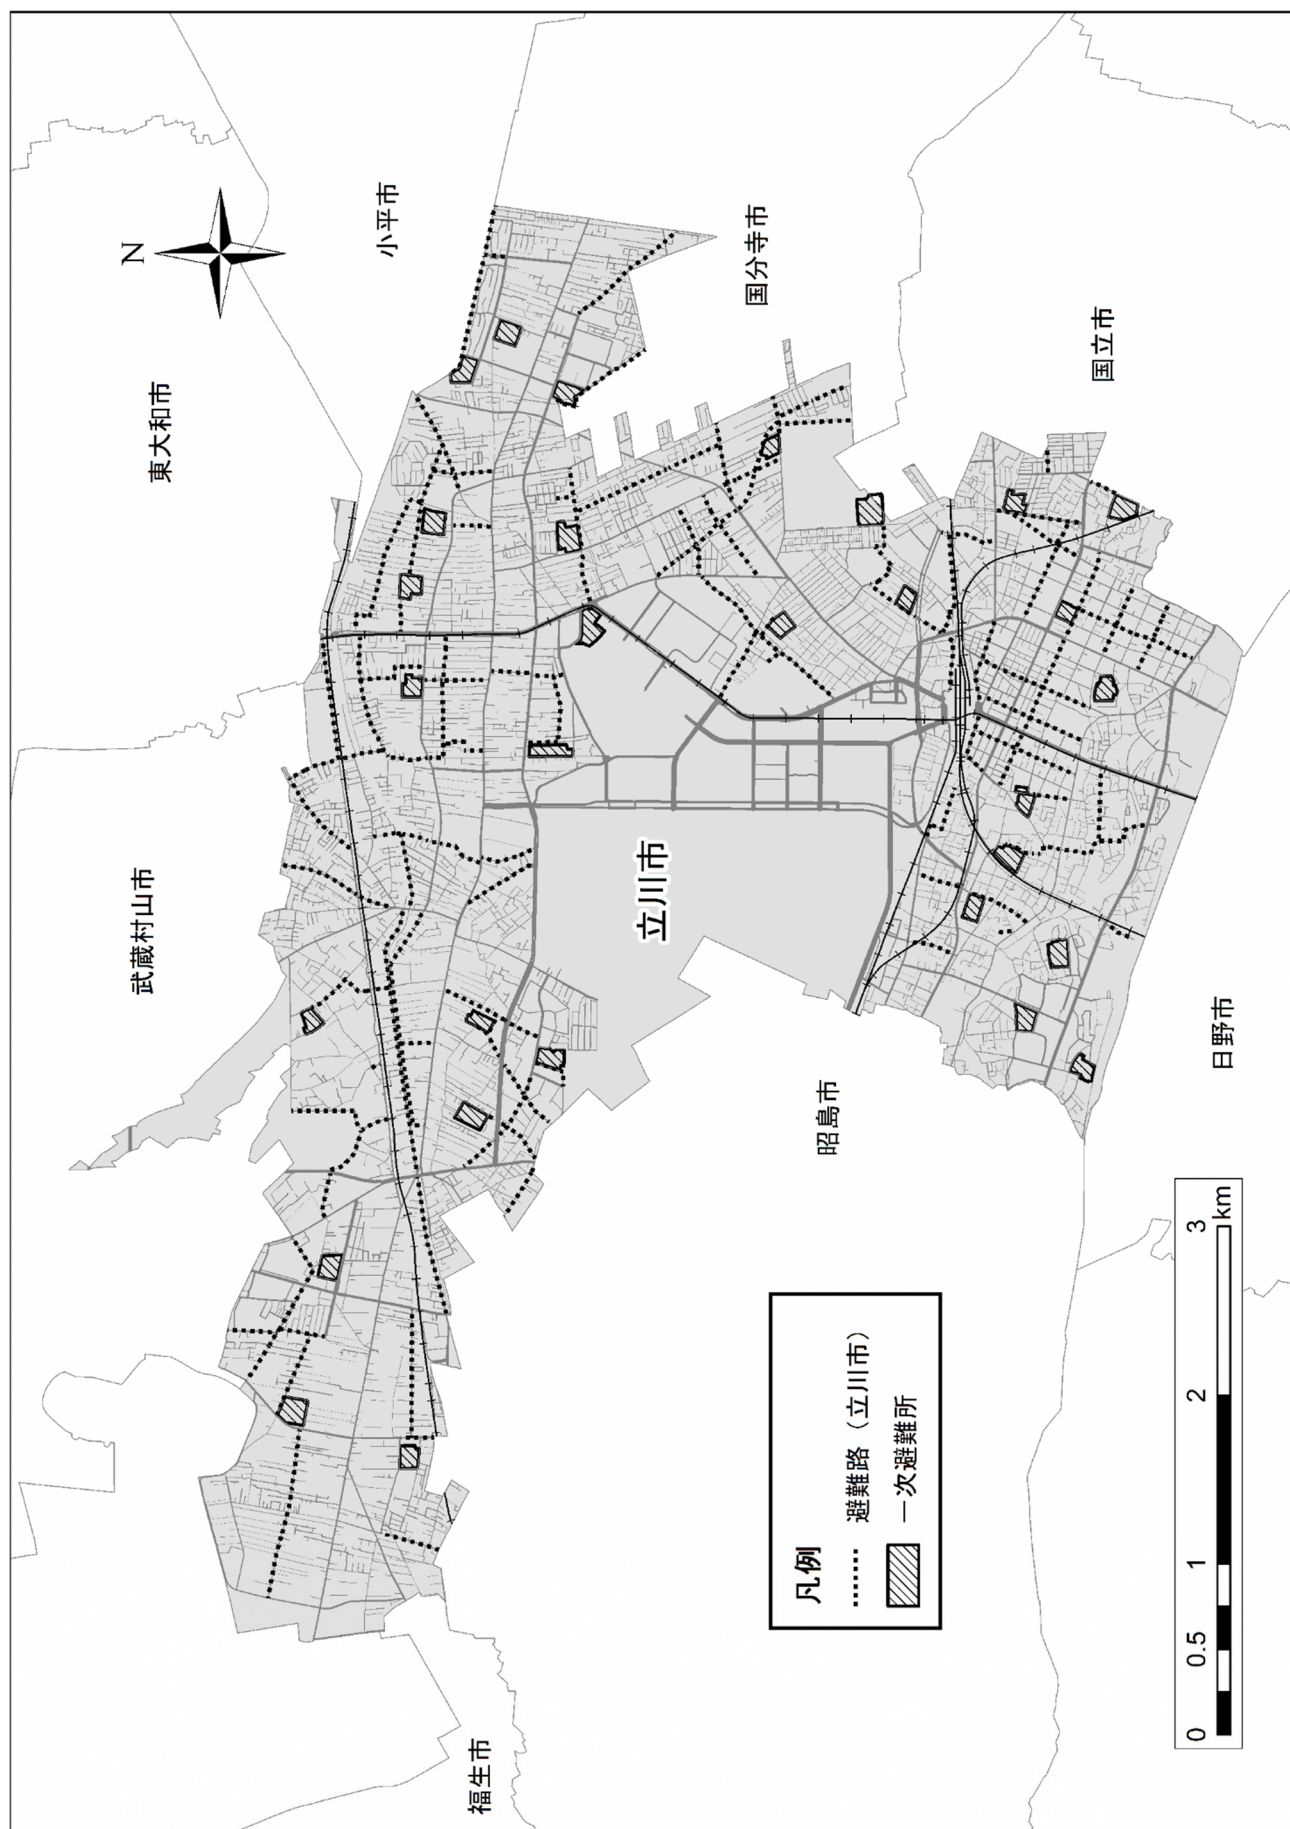 N
東大和市
小平市
武蔵村山市
国分寺市
国立市
立川市
福生市
昭島市
日野市
凡例
避難路（立川市）
一次避難所
0 0.5 1 2 3
km